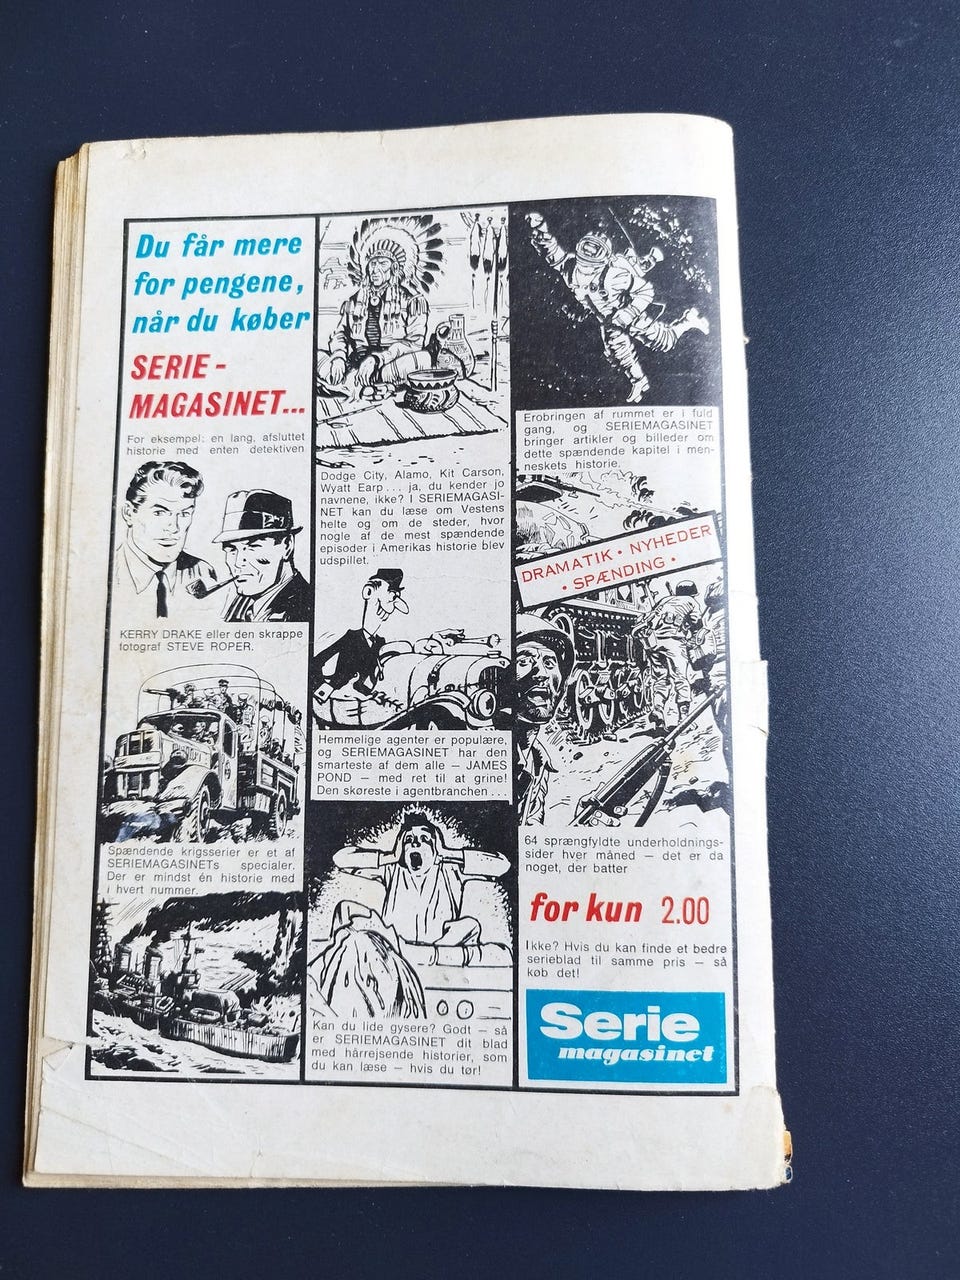 Du får mere
for pengene,
når du køber
SERIE-
MAGASINET...
For eksempel: en lang, afsluttet
historie med enten detektiven
KERRY DRAKE eller den skrappe
fotograf STEVE ROPER.
Spændende krigsserier er et af
SERIEMAGASINETs specialer.
Der er mindst én historie med
i hvert nummer.
Dodge City, Alamo, Kit Carson,
Wyatt Earp... ja, du kender jo
navnene, ikke? I SERIEMAGASI-
NET kan du læse om Vestens
helte og om de steder, hvor
nogle af de mest spændende
episoder i Amerikas historie blev
udspillet.
Hemmelige agenter er populære,
og SERIEMAGASINET har den
smarteste af dem alle — JAMES
POND — med ret til at grine!
Den skøreste i agentbranchen...
Kan du lide gysere? Godt — så
er SERIEMAGASINET dit blad
med hårrejsende historier, som
du kan læse — hvis du tør!
Erobringen af rummet er i fuld
gang, og SERIEMAGASINET
bringer artikler og billeder om
dette spændende kapitel i men-
neskets historie.
DRAMATIK · NYHEDER
· SPÆNDING ·
64 sprængfyldte underholdnings-
sider hver måned — det er da
noget, der batter
for kun 2.00
Ikke? Hvis du kan finde et bedre
serieblad til samme pris — så
køb det!
Serie
magasinet